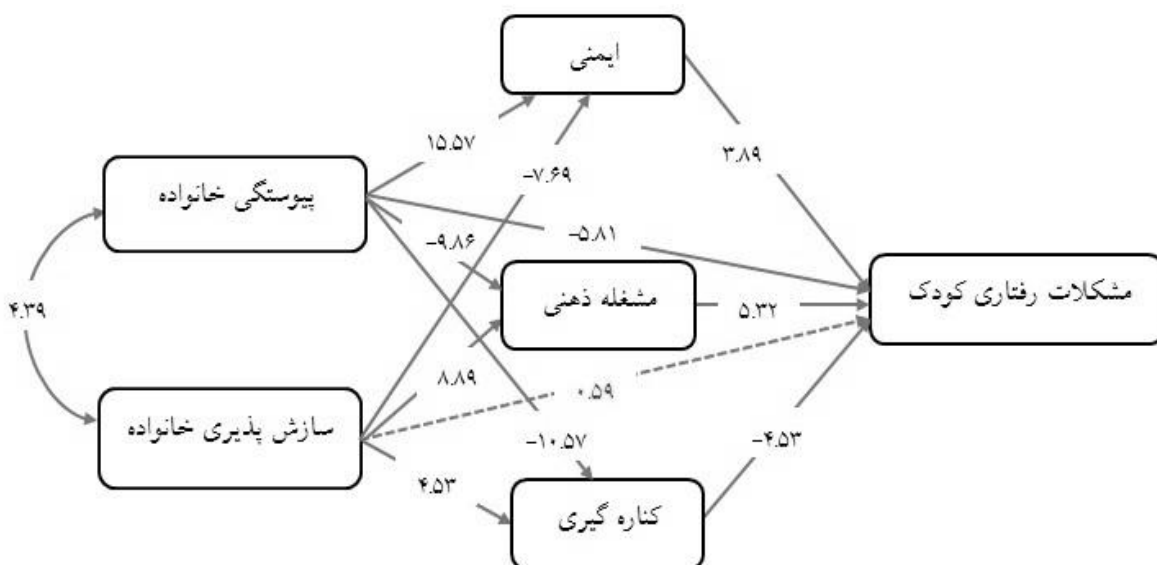 ایمنی
۱۵.۵۷
۳.۸۹
-۷.۶۹
پیوستگی خانواده
-۵.۸۱
-۹.۸۶
مشغله ذهنی
مشکلات رفتاری کودک
۵.۳۲
۴.۳۹
۸.۸۹
۰.۵۹
سازش پذیری خانواده
-۱۰.۵۷
-۴.۵۳
۴.۵۳
کناره گیری